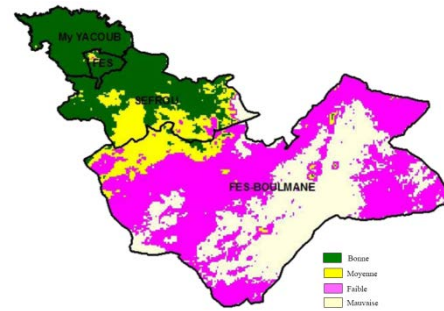 My YACOUB
FES
SEFROU
FES-BOULMANE
Bonne
Moyenne
Faible
Mauvaise